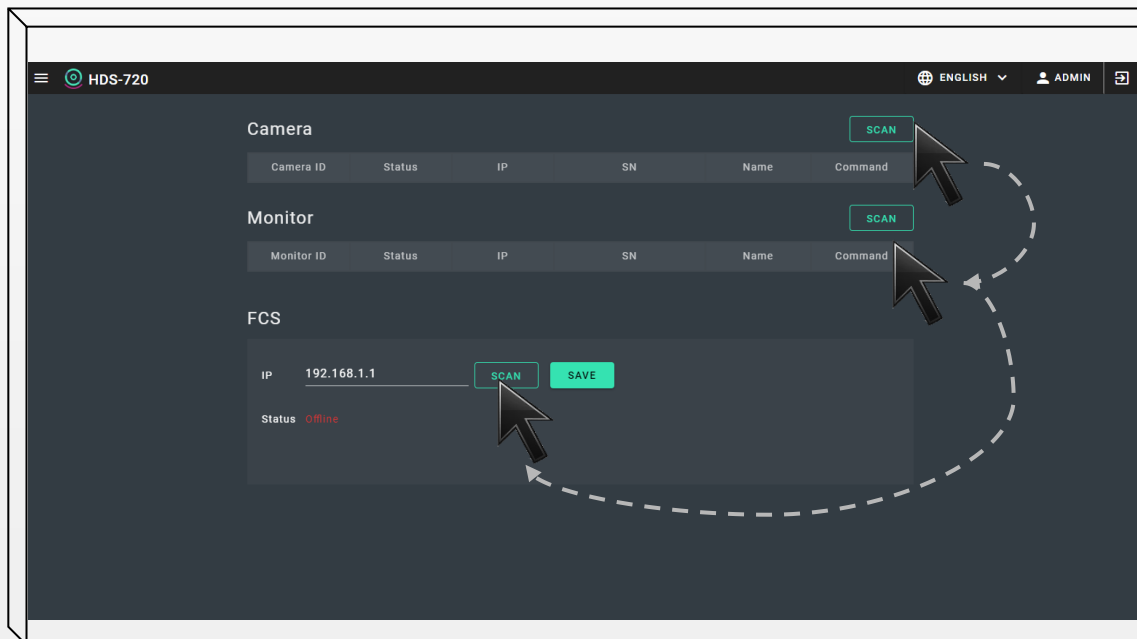 HDS-720 ENGLISH ADMIN
Camera SCAN
Camera ID Status IP SN Name Command
Monitor SCAN
Monitor ID Status IP SN Name Command
FCS
IP 192.168.1.1 SCAN SAVE
Status Offline